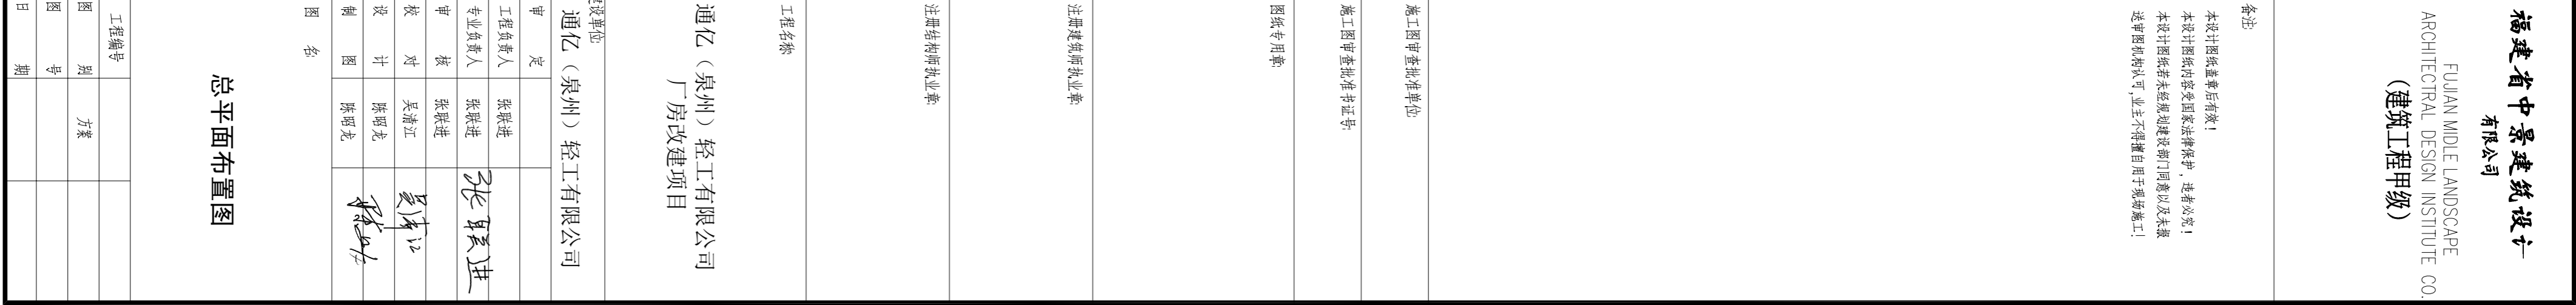 福建省中景建筑设计
有限公司
FUJIAN MIDLE LANDSCAPE
ARCHITECTRAL DESIGN INSTITUTE CO.
（建筑工程甲级）
备注:
本设计图纸盖章后有效！
本设计图纸内容受国家法律保护，违者必究！
本设计图纸若未经规划建设部门同意以及未报
送审图机构认可,业主不得擅自用于现场施工!
施工图审查批准单位:
施工图审查批准书证号:
图纸专用章:
注册建筑师执业章:
注册结构师执业章:
工程名称:
通亿（泉州）轻工有限公司
厂房改建项目
建设单位:
通亿（泉州）轻工有限公司
审 定
工程负责人 张联进
专业负责人 张联进 张联进
审 核 张联进
校 对 吴清江 吴清江
设 计 陈昭龙
制 图 陈昭龙
图 名:
总平面布置图
工程编号
图 别 方案
图 号
日 期